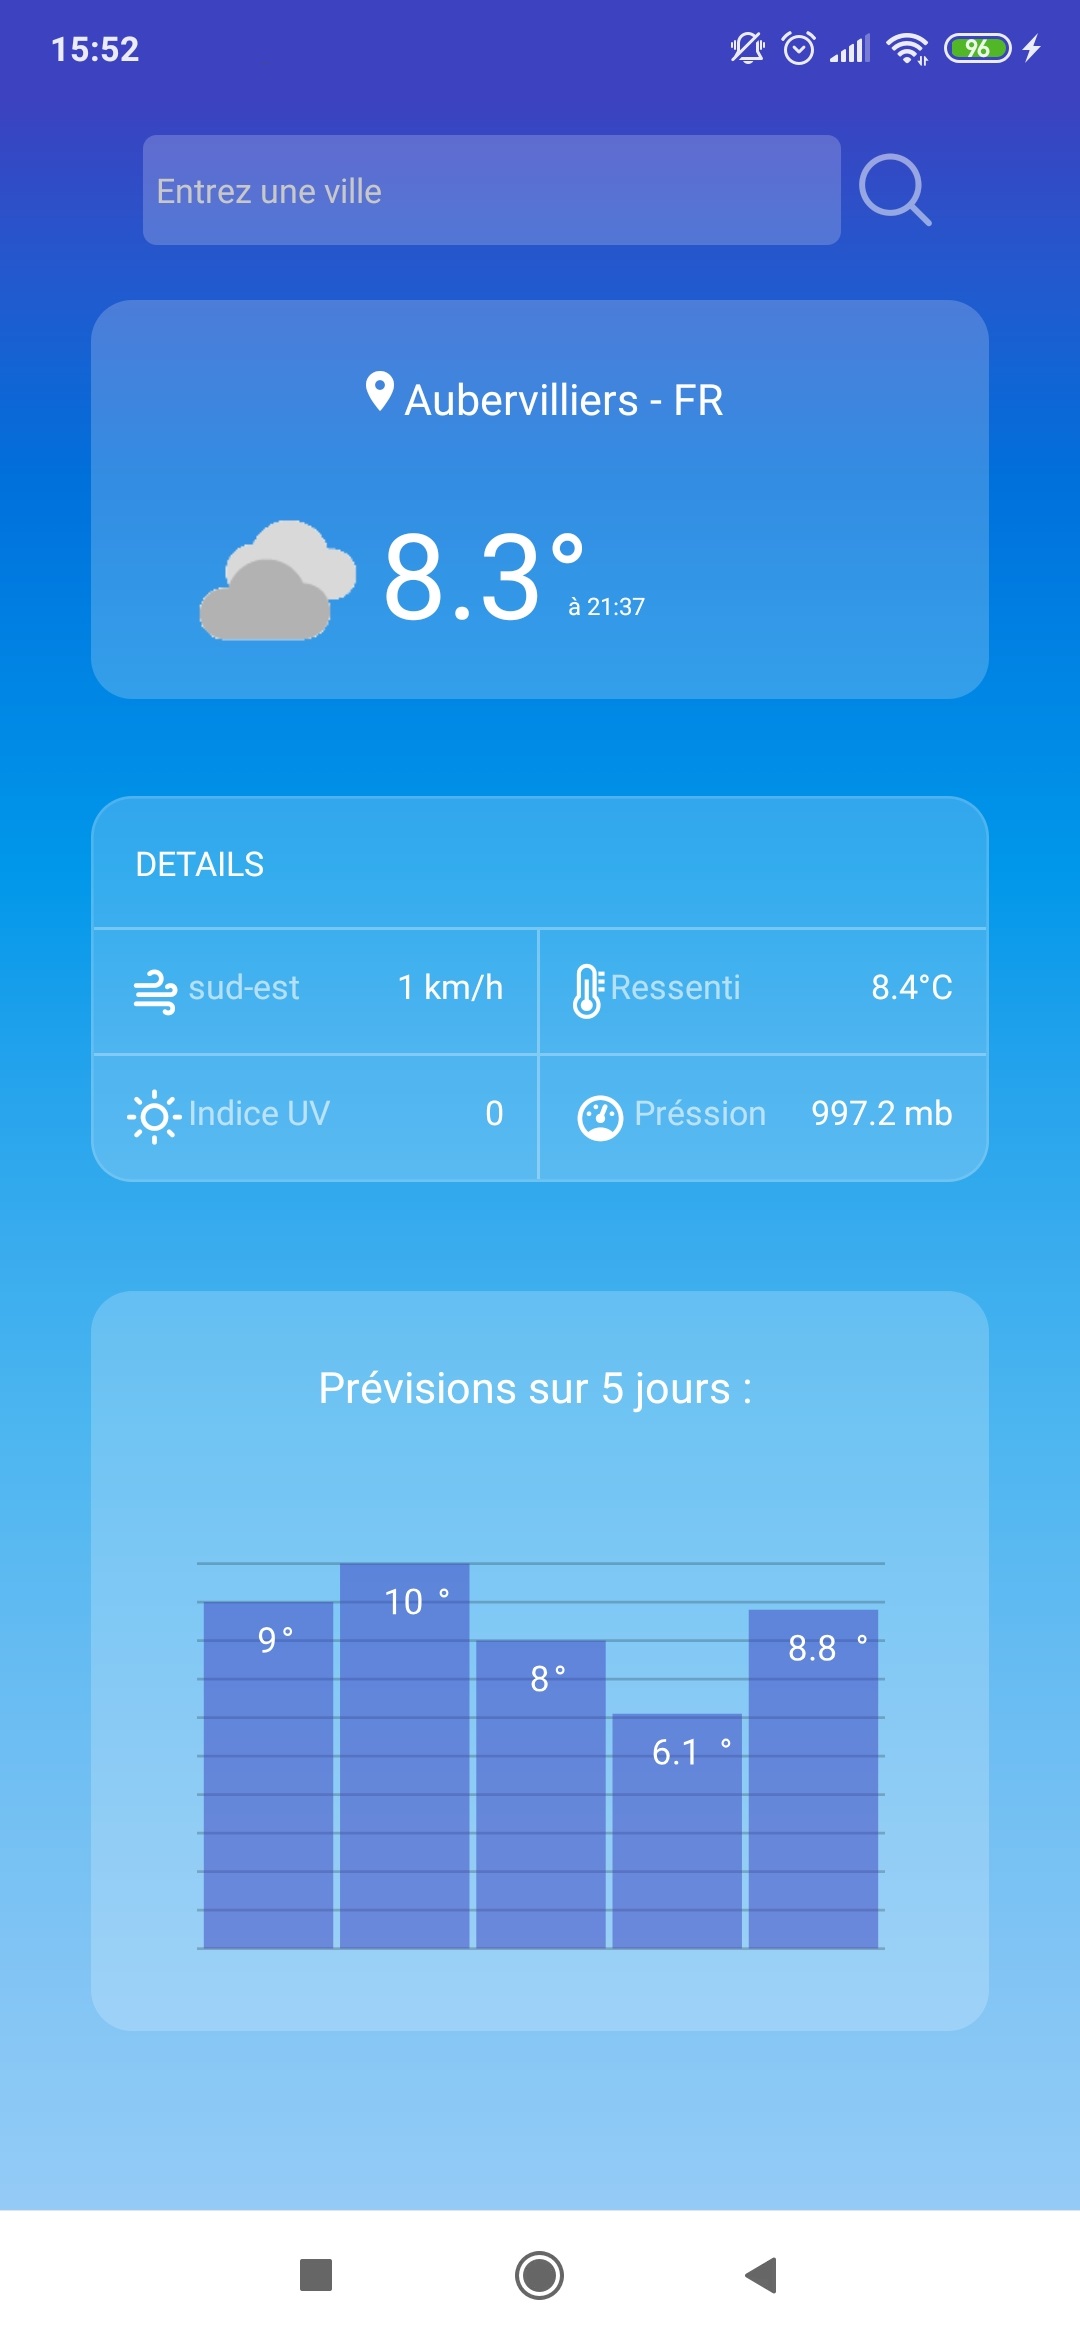 15:52 96
Entrez une ville
Aubervilliers - FR
8.3° à 21:37
DETAILS
sud-est 1 km/h Ressenti 8.4°C
Indice UV 0 Préssion 997.2 mb
Prévisions sur 5 jours :
9° 10 ° 8° 6.1 ° 8.8 °